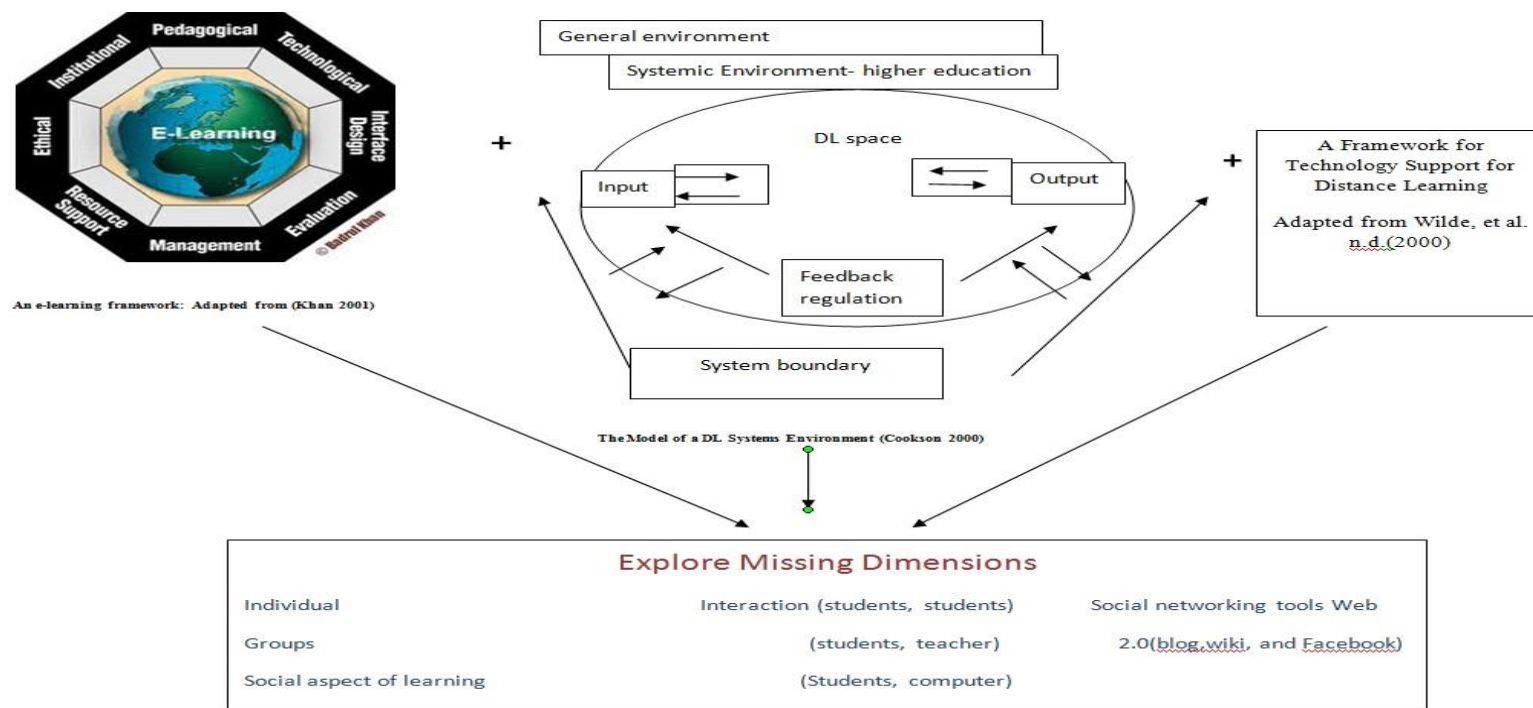 Pedagogical
Technological
Interface
Design
Evaluation
Management
Resource
Support
Ethical
Institutional
E-Learning
© Badrul Khan
An e-learning framework: Adapted from (Khan 2001)
+
General environment
Systemic Environment- higher education
DL space
Input
Output
Feedback
regulation
System boundary
The Model of a DL Systems Environment (Cookson 2000)
+
A Framework for
Technology Support for
Distance Learning
Adapted from Wilde, et al.
n.d.(2000)
Explore Missing Dimensions
Individual
Groups
Social aspect of learning
Interaction (students, students)
(students, teacher)
(Students, computer)
Social networking tools Web
2.0(blog,wiki, and Facebook)